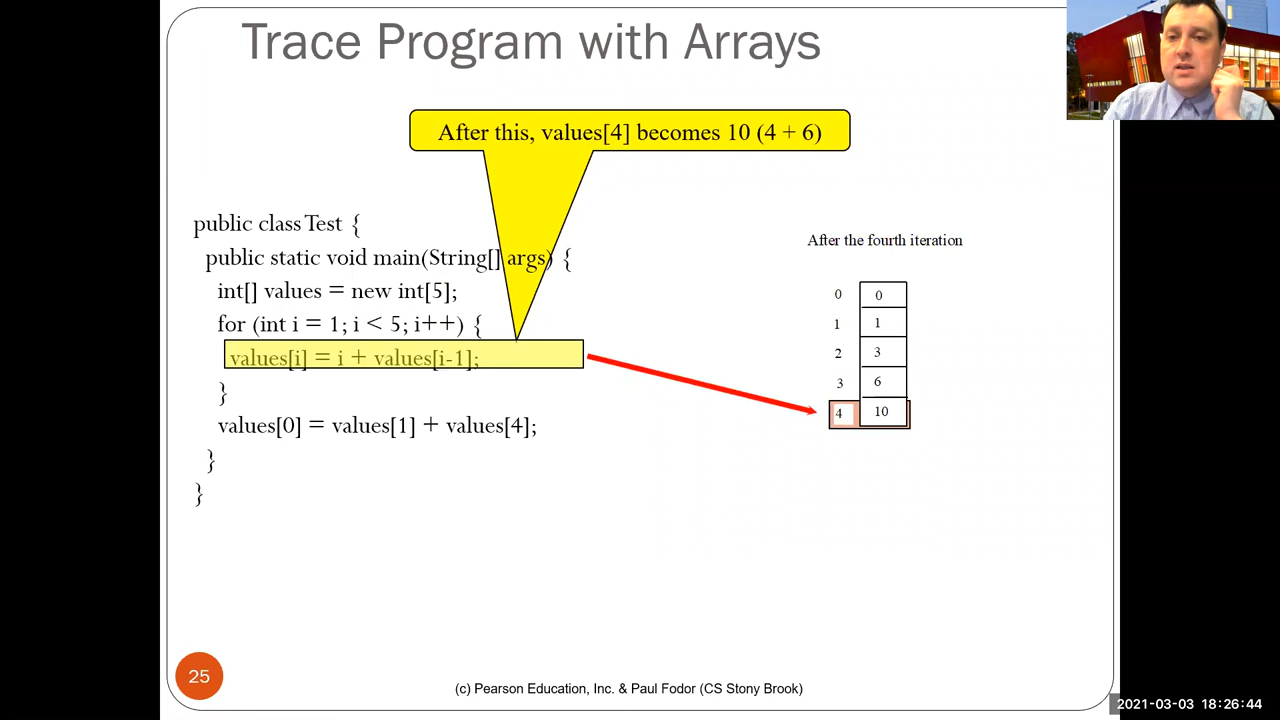 Trace Program with Arrays
After this, values[4] becomes 10 (4 + 6)
public class Test {
public static void main(String[] args) {
int[] values = new int[5];
for (int i = 1; i < 5; i++) {
values[i] = i + values[i-1];
}
values[0] = values[1] + values[4];
}
}
After the fourth iteration
0 0
1 1
2 3
3 6
4 10
25
(c) Pearson Education, Inc. & Paul Fodor (CS Stony Brook)
2021-03-03 18:26:44